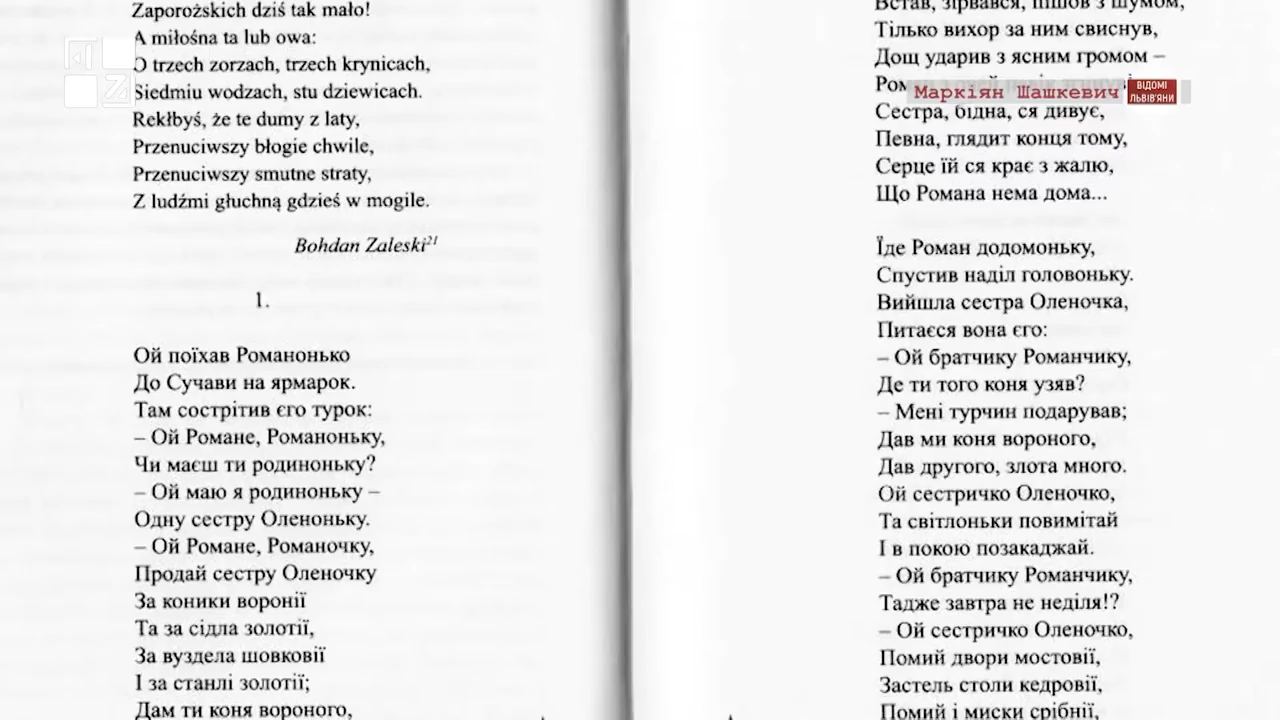 Zaporożskich dziś tak mało!
A miłośna ta lub owa:
O trzech zorzach, trzech krynicach,
Siedmiu wodzach, stu dziewicach.
Rekłbyś, że te dumy z laty,
Przenuciwszy błogie chwile,
Przenuciwszy smutne straty,
Z ludźmi głuchną gdzieś w mogile.
Bohdan Zaleski21
1.
Ой поїхав Романонько
До Сучави на ярмарок.
Там сострітив єго турок:
– Ой Романе, Романоньку,
Чи маєш ти родиноньку?
– Ой маю я родиноньку –
Одну сестру Оленоньку.
– Ой Романе, Романочку,
Продай сестру Оленочку
За коники воронії
Та за сідла золотії,
За вуздела шовковії
І за станлі золотії;
Дам ти коня вороного,
Встав, зірвався, пішов з шумом,
Тілько вихор за ним свиснув,
Дощ ударив з ясним громом –
Маркіян Шашкевич
ВІДОМІ
ЛЬВІВ'ЯНИ
Сестра, бідна, ся дивує,
Певна, глядит конця тому,
Серце їй ся крає з жалю,
Що Романа нема дома...
Їде Роман додомоньку,
Спустив наділ головоньку.
Вийшла сестра Оленочка,
Питаєся вона єго:
– Ой братчику Романчику,
Де ти того коня узяв?
– Мені турчин подарував;
Дав ми коня вороного,
Дав другого, злота много.
Ой сестричко Оленочко,
Та світлоньки повимітай
І в покою позакаджай.
– Ой братчику Романчику,
Тадже завтра не неділя!?
– Ой сестричко Оленочко,
Помий двори мостовії,
Застель столи кедровії,
Помий і миски срібнії,